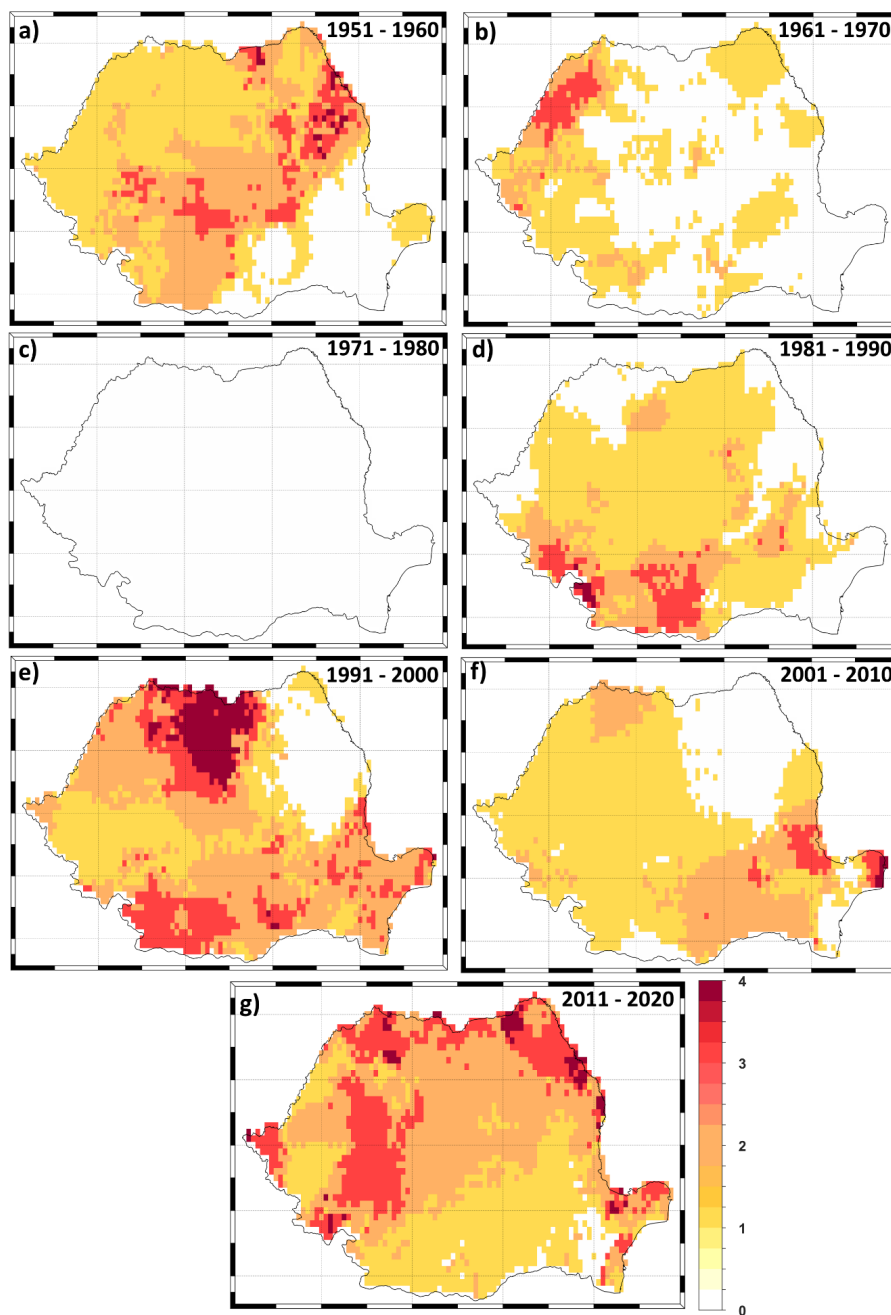 a) 1951 - 1960
b) 1961 - 1970
c) 1971 - 1980
d) 1981 - 1990
e) 1991 - 2000
f) 2001 - 2010
g) 2011 - 2020
4
3
2
1
0